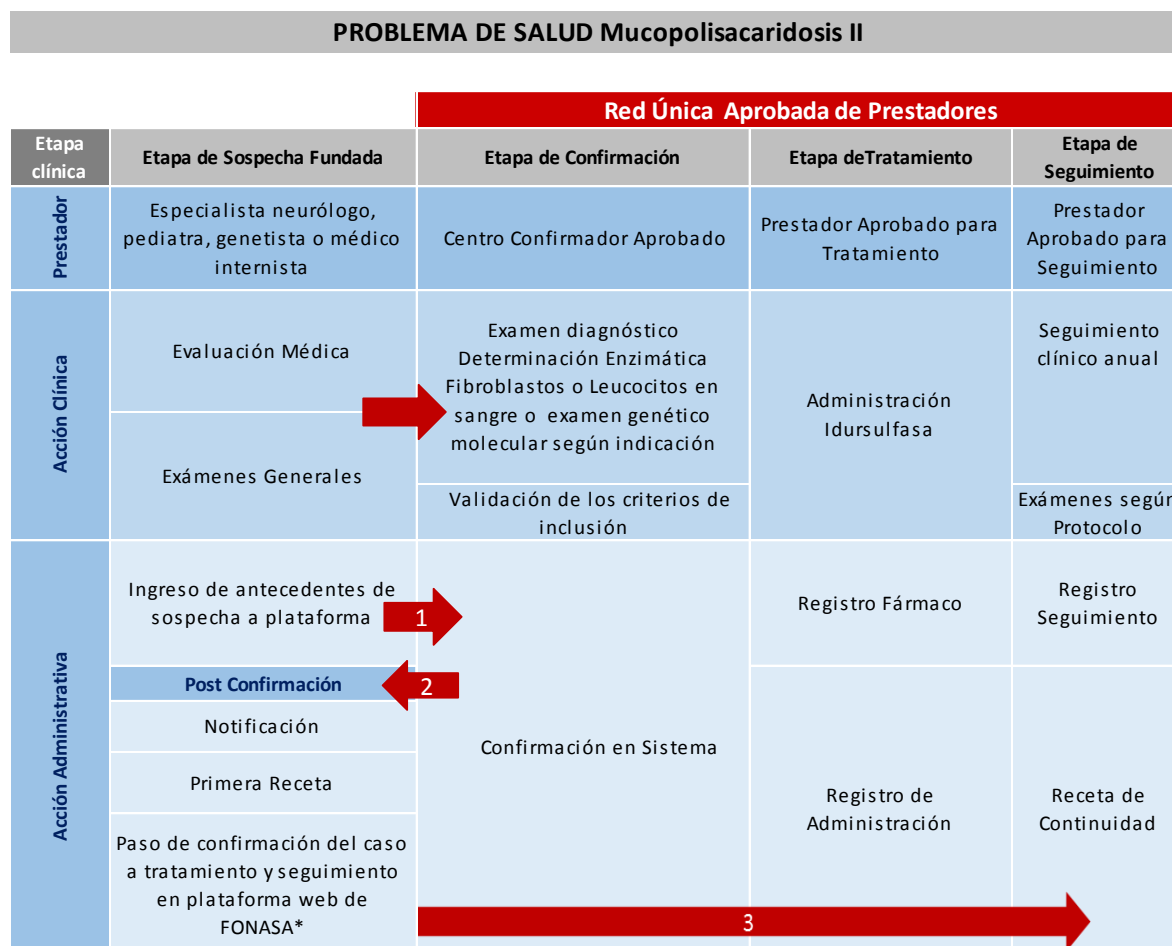 PROBLEMA DE SALUD Mucopolisacaridosis II
Red Única Aprobada de Prestadores
Etapa
clínica
Etapa de Sospecha Fundada
Etapa de Confirmación
Etapa deTratamiento
Etapa de
Seguimiento
Prestador
Especialista neurólogo,
pediatra, genetista o médico
internista
Centro Confirmador Aprobado
Prestador Aprobado para
Tratamiento
Prestador
Aprobado para
Seguimiento
Acción Clínica
Evaluación Médica
Exámenes Generales
Examen diagnóstico
Determinación Enzimática
Fibroblastos o Leucocitos en
sangre o examen genético
molecular según indicación
Validación de los criterios de
inclusión
Administración
Idursulfasa
Seguimiento
clínico anual
Exámenes según
Protocolo
Acción Administrativa
Ingreso de antecedentes de
sospecha a plataforma
1
Post Confirmación
2
Notificación
Primera Receta
Paso de confirmación del caso
a tratamiento y seguimiento
en plataforma web de
FONASA*
Confirmación en Sistema
Registro Fármaco
Registro de
Administración
Registro
Seguimiento
Receta de
Continuidad
3